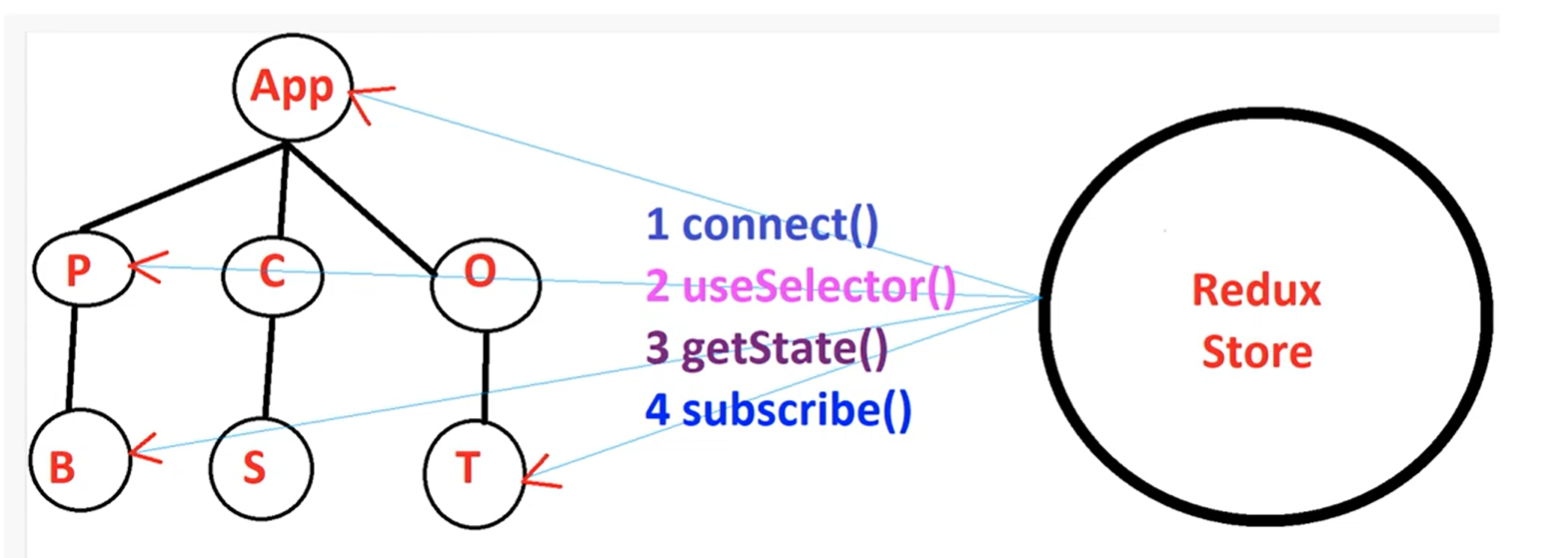 App
P
C
O
B
S
T
1 connect()
2 useSelector()
3 getState()
4 subscribe()
Redux
Store